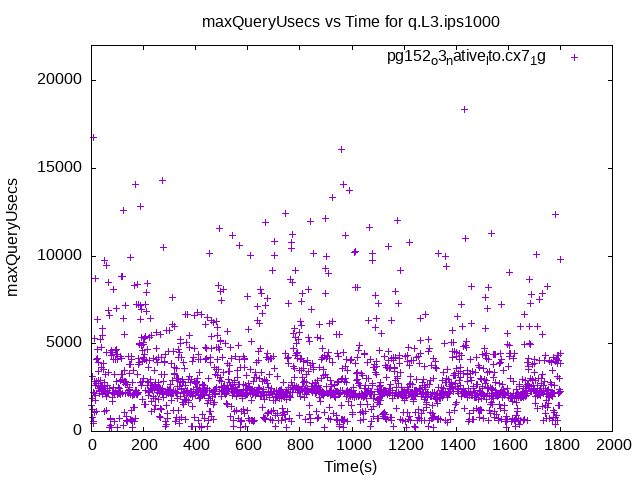 maxQueryUsecs vs Time for q.L3.ips1000
pg152o3native_lto.cx71g
20000
15000
10000
5000
0
maxQueryUsecs
0 200 400 600 800 1000 1200 1400 1600 1800 2000
Time(s)